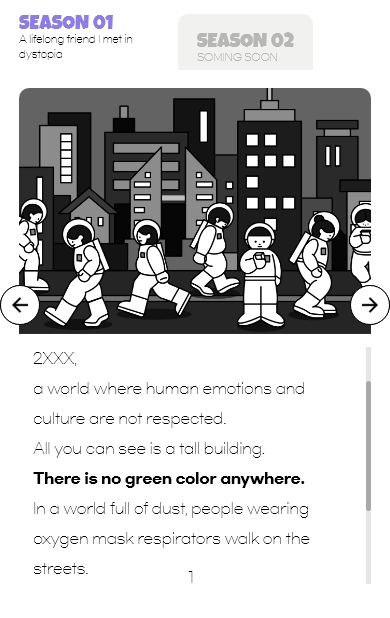 SEASON 01
A lifelong friend I met in
dystopia
SEASON 02
SOMING SOON
2XXX,
a world where human emotions and
culture are not respected.
All you can see is a tall building.
There is no green color anywhere.
In a world full of dust, people wearing
oxygen mask respirators walk on the
streets.
1